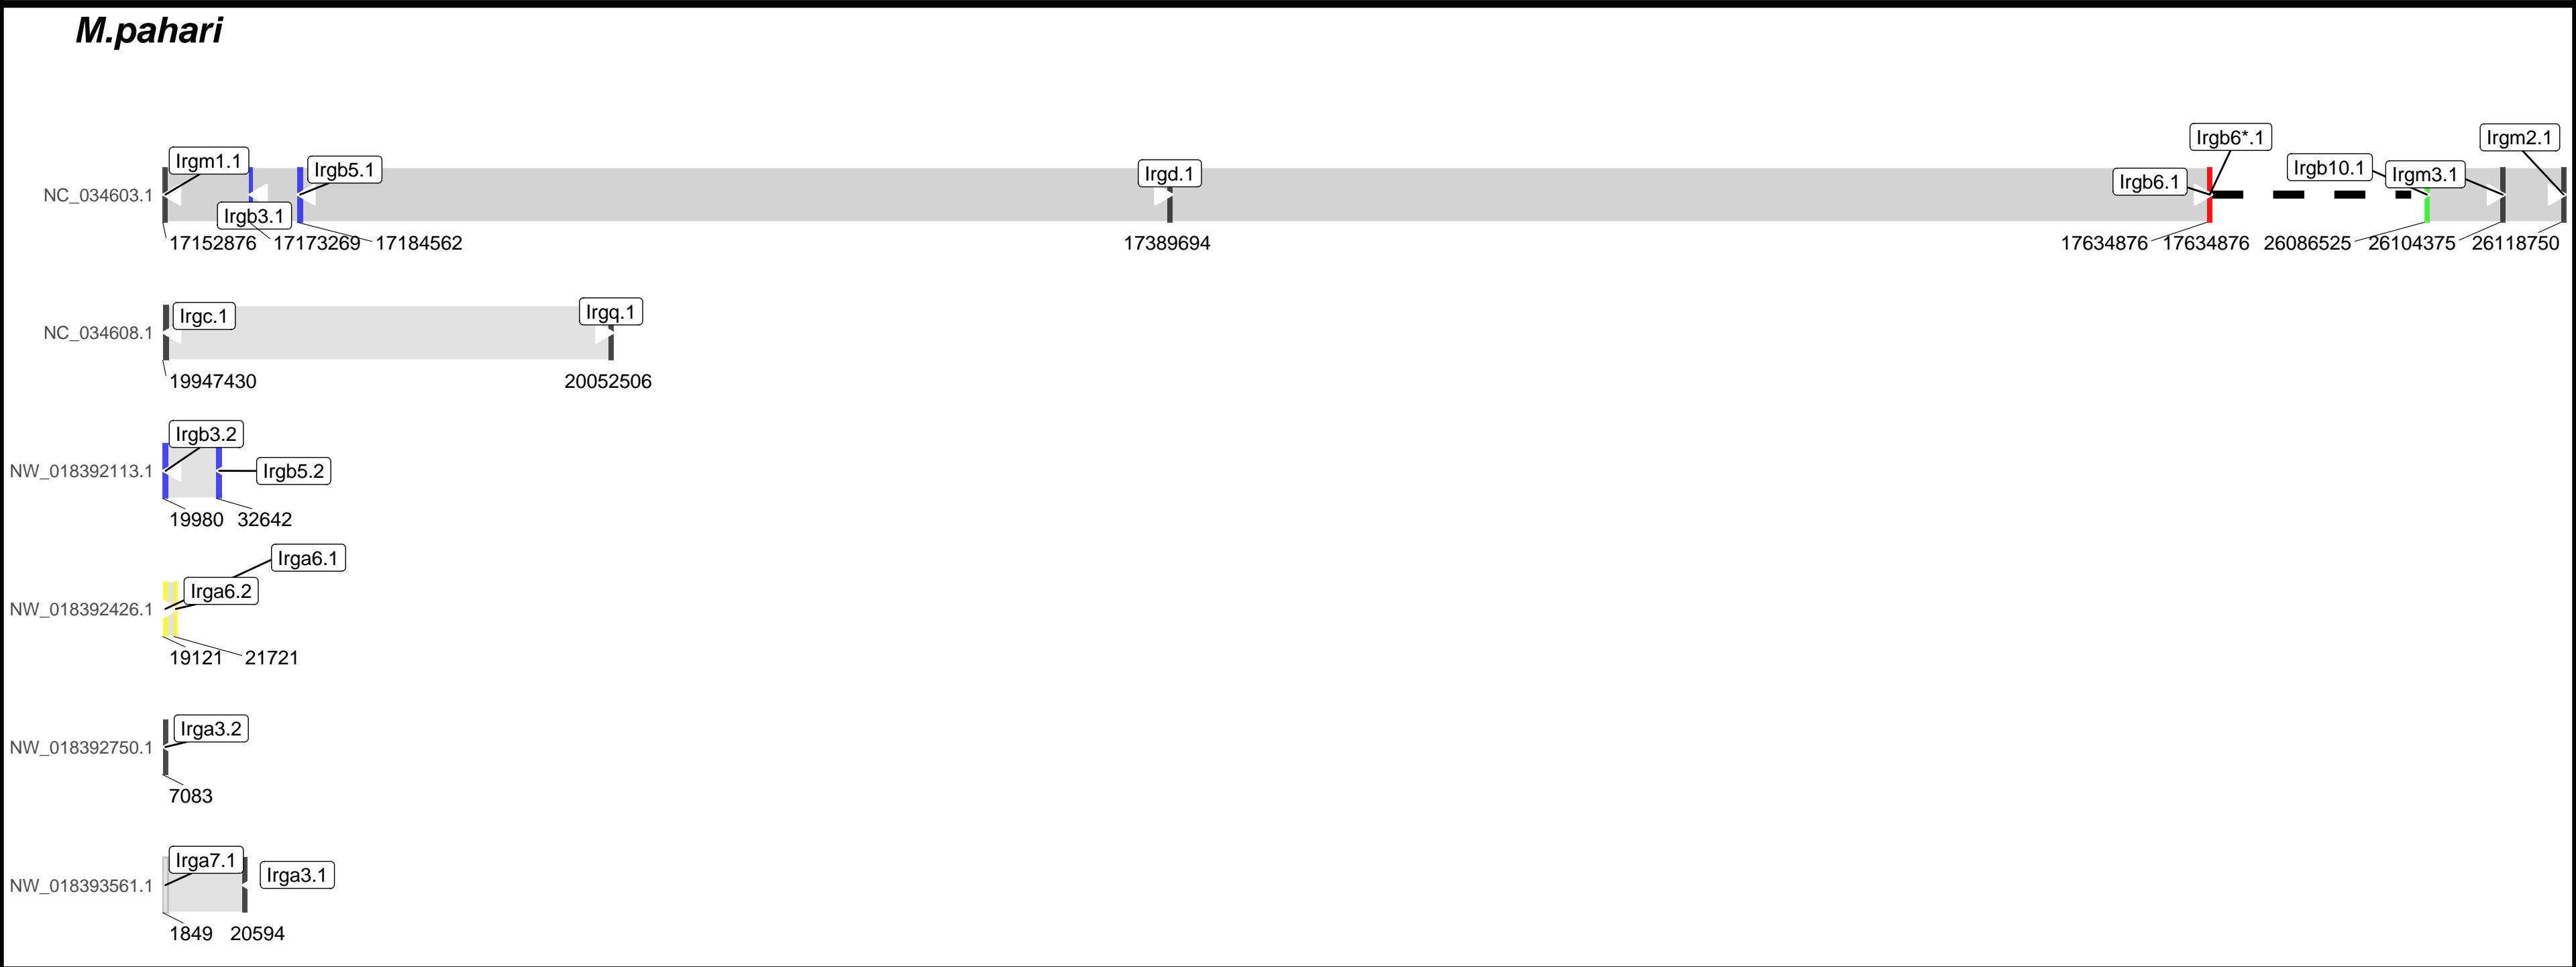 M.pahari
Irgb6*.1 Irgm2.1
Irgm1.1 Irgb5.1 Irgd.1 Irgb6.1 Irgb10.1 Irgm3.1
NC_034603.1
Irgb3.1
17152876 17173269 17184562 17389694 17634876 17634876 26086525 26104375 26118750
Irgc.1 Irgq.1
NC_034608.1
19947430 20052506
Irgb3.2
NW_018392113.1 Irgb5.2
19980 32642
Irga6.1
Irga6.2
NW_018392426.1
19121 21721
Irga3.2
NW_018392750.1
7083
Irga7.1
Irga3.1
NW_018393561.1
1849 20594